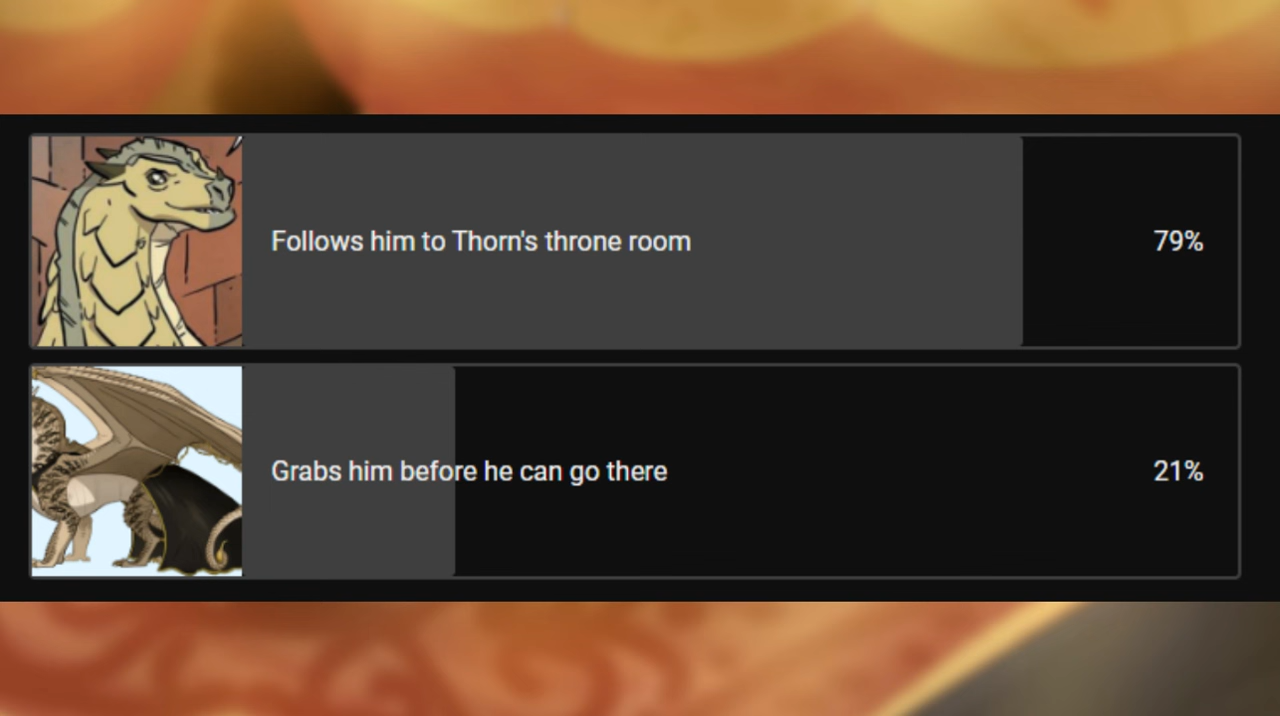 Follows him to Thorn's throne room
79%
Grabs him before he can go there
21%